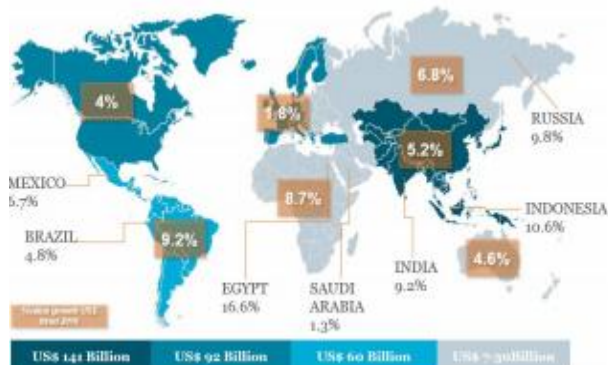 6.8%
4%
1.8%
RUSSIA
9.8%
5.2%
MEXICO
6.7%
8.7%
INDONESIA
10.6%
BRAZIL
4.8%
9.2%
4.6%
EGYPT
16.6%
SAUDI
ARABIA
1.3%
INDIA
9.2%
US$ 141 Billion
US$ 92 Billion
US$ 60 Billion
US$